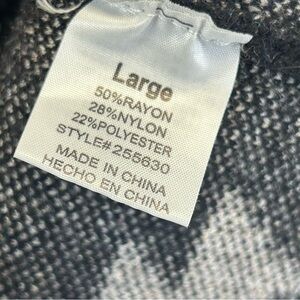 Large
50%RAYON
28%NYLON
22%POLYESTER
STYLE#255630
MADE IN CHINA
HECHO EN CHINA